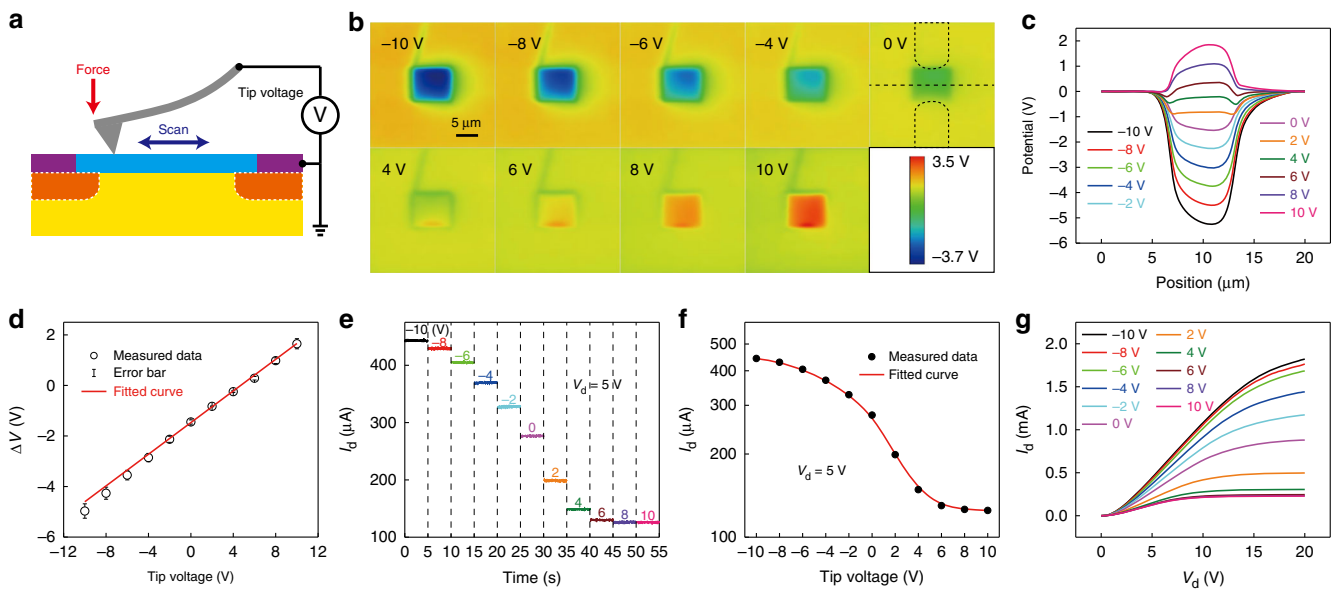 a
Force
Tip voltage
V
Scan
b
–10 V
–8 V
–6 V
–4 V
0 V
5 μm
4 V
6 V
8 V
10 V
3.5 V
–3.7 V
c
2
1
0
–1
–2
–3
–4
–5
–6
Potential (V)
–10 V
–8 V
–6 V
–4 V
–2 V
0 V
2 V
4 V
6 V
8 V
10 V
0 5 10 15 20
Position (μm)
d
2
0
–2
–4
–6
ΔV (V)
Measured data
Error bar
Fitted curve
–12 –8 –4 0 4 8 12
Tip voltage (V)
e
400
300
200
100
Id (μA)
–10 (V)
–8
–6
–4
–2
0
2
4
6
8
10
Vd = 5 V
0 5 10 15 20 25 30 35 40 45 50 55
Time (s)
f
500
400
300
200
100
Id (μA)
Measured data
Fitted curve
Vd = 5 V
–10 –8 –6 –4 –2 0 2 4 6 8 10
Tip voltage (V)
g
2.0
1.5
1.0
0.5
0.0
Id (mA)
–10 V
–8 V
–6 V
–4 V
–2 V
0 V
2 V
4 V
6 V
8 V
10 V
0 5 10 15 20
Vd (V)